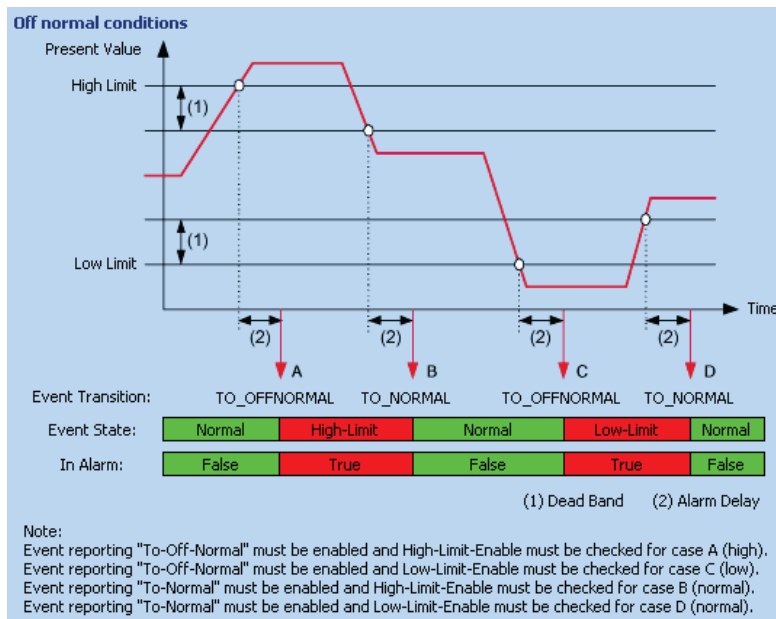 Off normal conditions
Present Value
High Limit
(1)
(1)
Low Limit
Time
(2) (2) (2) (2)
A B C D
Event Transition: TO_OFFNORMAL TO_NORMAL TO_OFFNORMAL TO_NORMAL
Event State: Normal High-Limit Normal Low-Limit Normal
In Alarm: False True False True False
(1) Dead Band (2) Alarm Delay
Note:
Event reporting "To-Off-Normal" must be enabled and High-Limit-Enable must be checked for case A (high).
Event reporting "To-Off-Normal" must be enabled and Low-Limit-Enable must be checked for case C (low).
Event reporting "To-Normal" must be enabled and High-Limit-Enable must be checked for case B (normal).
Event reporting "To-Normal" must be enabled and Low-Limit-Enable must be checked for case D (normal).